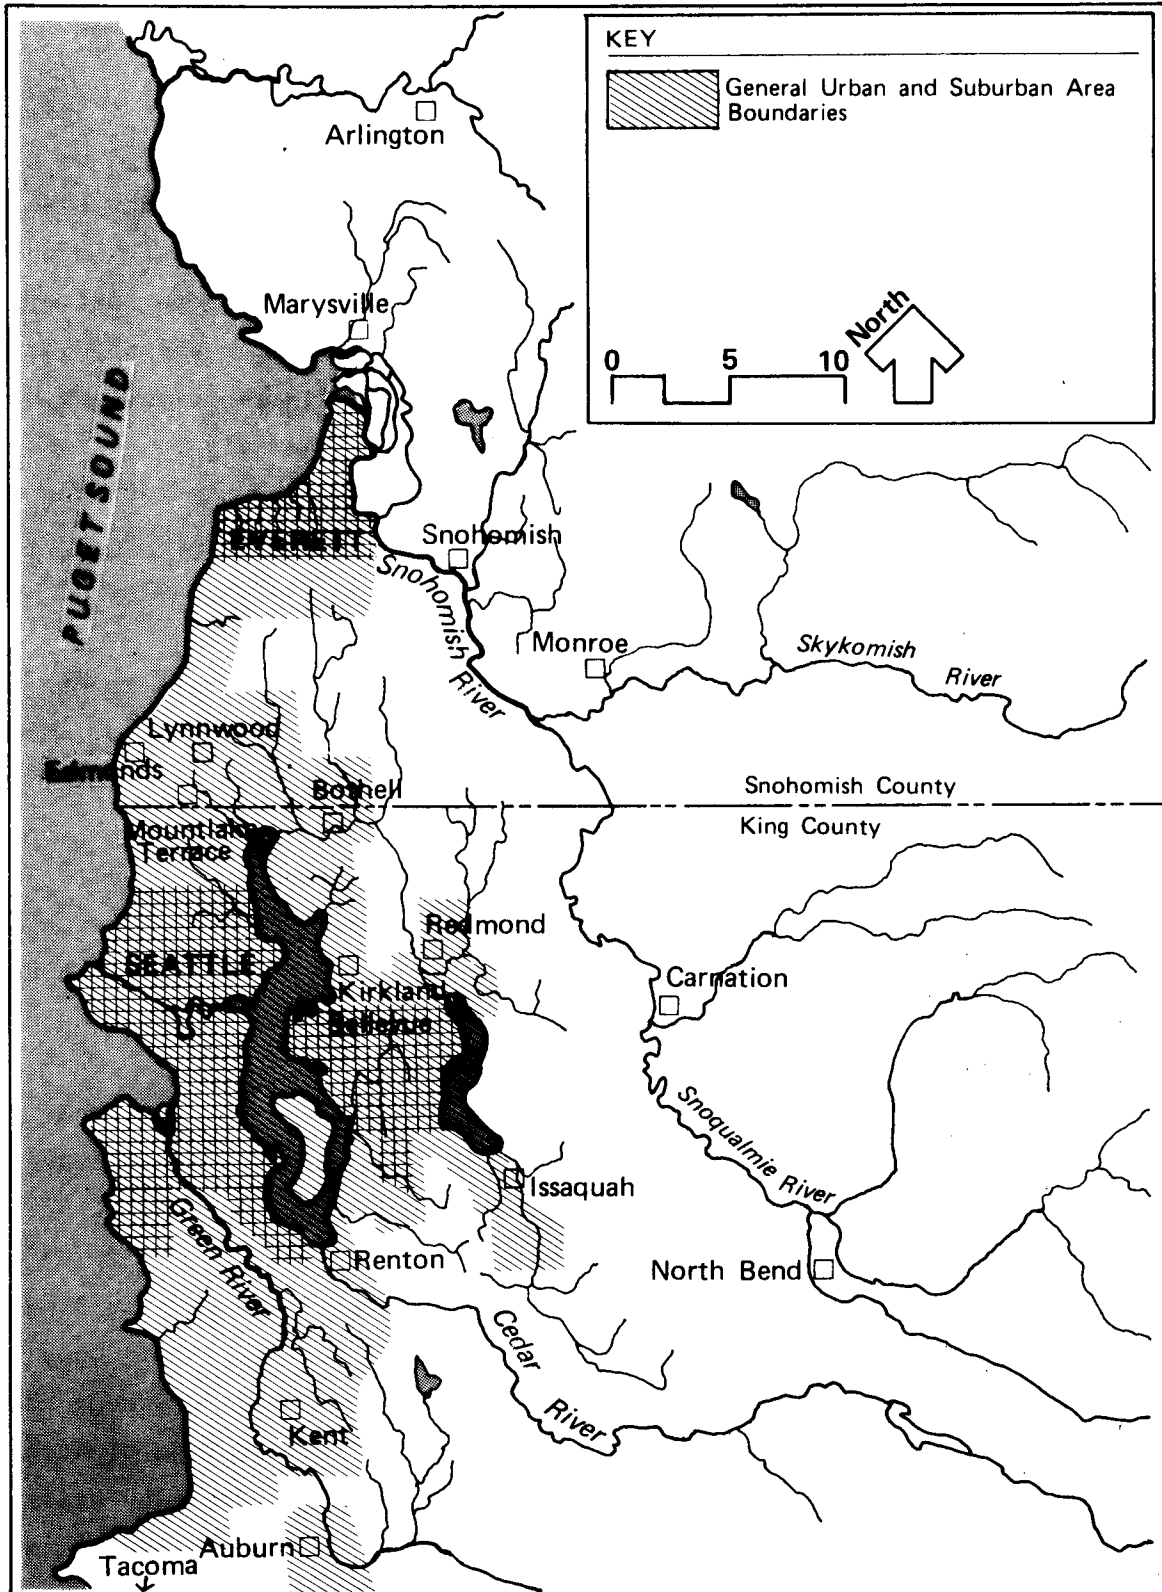 KEY
General Urban and Suburban Area
Boundaries
North
0 5 10
Arlington
Marysville
PUGET SOUND
EVERETT
Snohomish
Snohomish River
Monroe
Skykomish
River
Lynnwood
Edmonds
Bothell
Snohomish County
King County
Mountlake
Terrace
Redmond
SEATTLE
Kirkland
Carnation
Bellevue
Snoqualmie River
Issaquah
Green River
Renton
North Bend
Cedar
River
Kent
Auburn
Tacoma